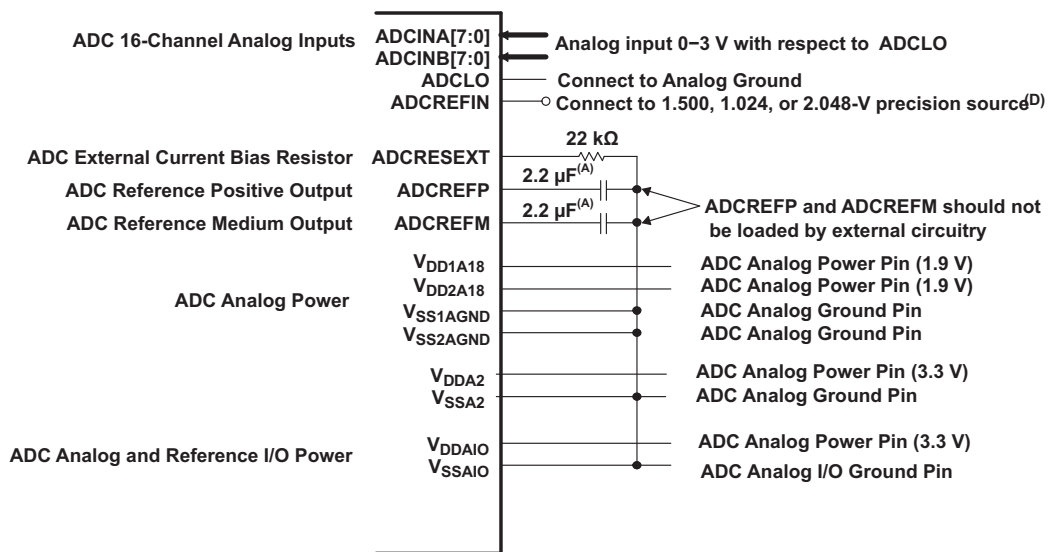 ADC 16-Channel Analog Inputs ADCINA[7:0]
ADCINB[7:0] Analog input 0−3 V with respect to ADCLO
ADCLO Connect to Analog Ground
ADCREFIN Connect to 1.500, 1.024, or 2.048-V precision source(D)
22 kΩ
ADC External Current Bias Resistor ADCRESEXT
2.2 µF(A)
ADC Reference Positive Output ADCREFP
2.2 µF(A)
ADC Reference Medium Output ADCREFM
ADCREFP and ADCREFM should not
be loaded by external circuitry
VDD1A18 ADC Analog Power Pin (1.9 V)
VDD2A18 ADC Analog Power Pin (1.9 V)
ADC Analog Power
VSS1AGND ADC Analog Ground Pin
VSS2AGND ADC Analog Ground Pin
VDDA2 ADC Analog Power Pin (3.3 V)
VSSA2 ADC Analog Ground Pin
VDDAIO ADC Analog Power Pin (3.3 V)
ADC Analog and Reference I/O Power
VSSAIO ADC Analog I/O Ground Pin